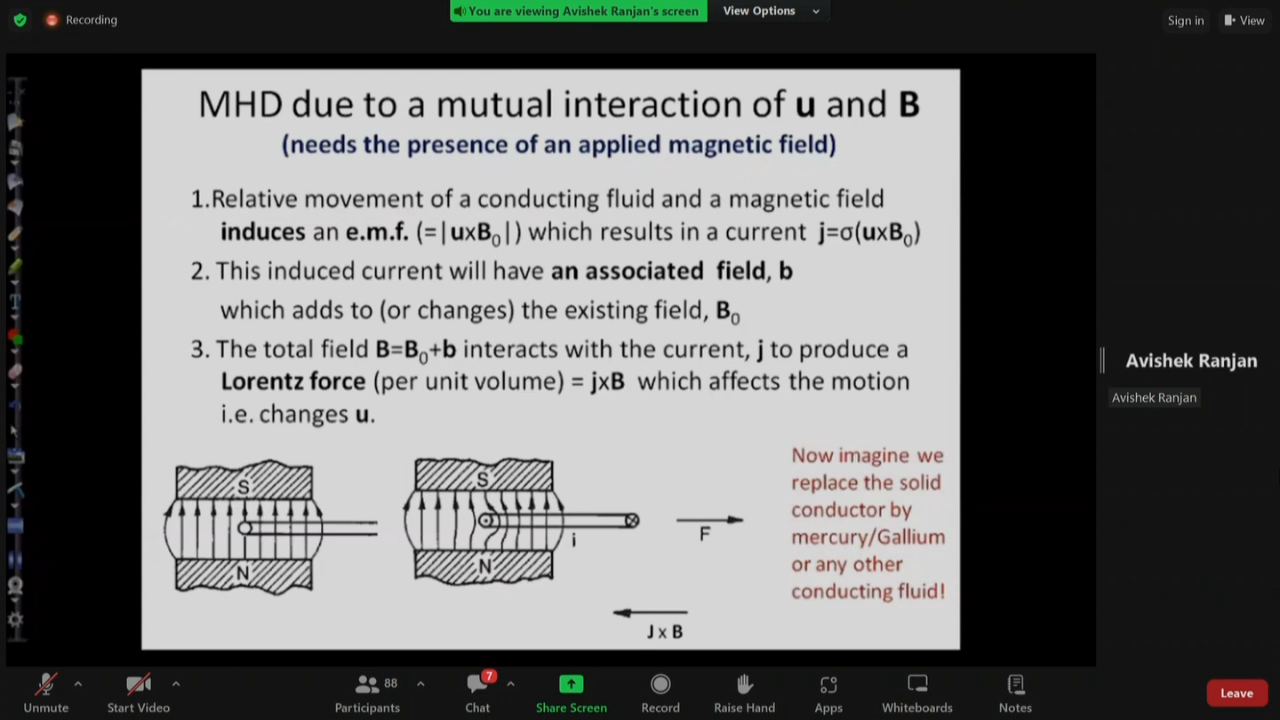 Recording
You are viewing Avishek Ranjan's screen
View Options
Sign in
View
MHD due to a mutual interaction of u and B
(needs the presence of an applied magnetic field)
1.Relative movement of a conducting fluid and a magnetic field
induces an e.m.f. (=|uxB₀|) which results in a current j=σ(uxB₀)
2. This induced current will have an associated field, b
which adds to (or changes) the existing field, B₀
3. The total field B=B₀+b interacts with the current, j to produce a
Lorentz force (per unit volume) = jxB which affects the motion
i.e. changes u.
S
N
S
N
i
F
J x B
Now imagine we
replace the solid
conductor by
mercury/Gallium
or any other
conducting fluid!
Avishek Ranjan
Avishek Ranjan
Unmute
Start Video
88
Participants
7
Chat
Share Screen
Record
Raise Hand
Apps
Whiteboards
Notes
Leave